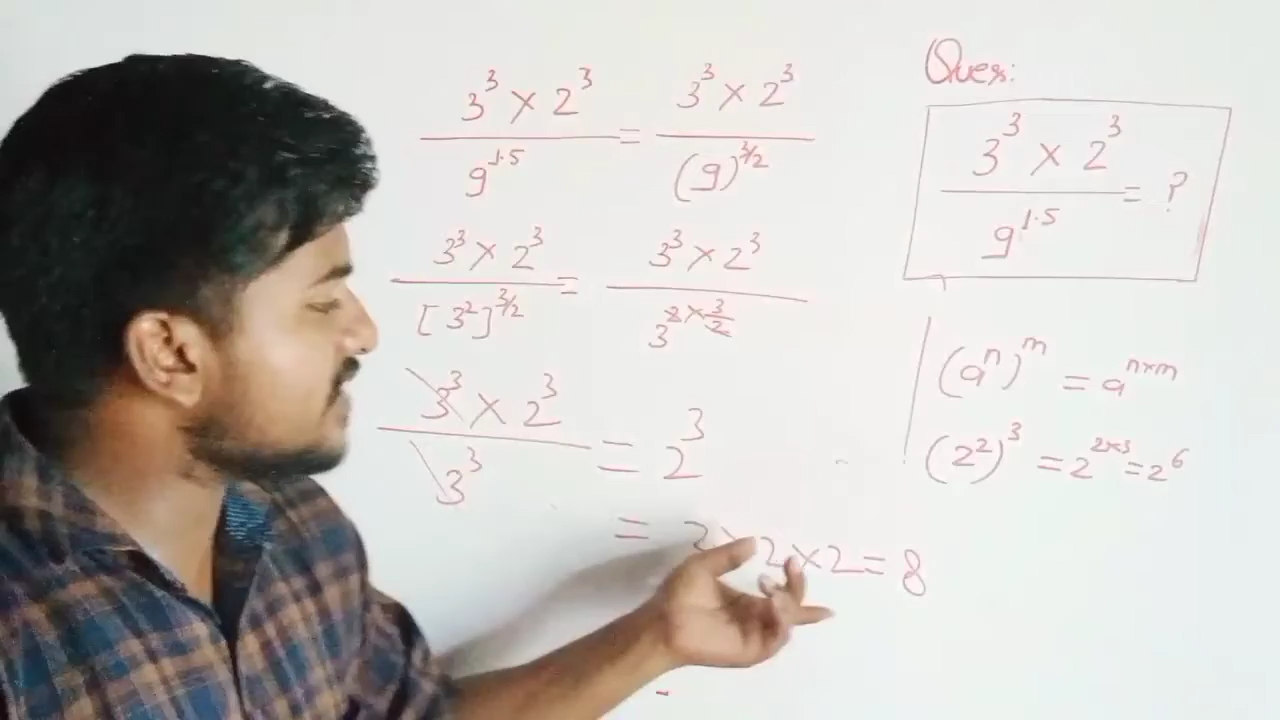 3³ × 2³ / 9^1.5 = 3³ × 2³ / (9)^3/2
3³ × 2³ / [3²]^3/2 = 3³ × 2³ / 3^2×3/2
3³ × 2³ / 3³ = 2³
= 2 × 2 × 2 = 8
Ques:
3³ × 2³ / 9^1.5 = ?
(aⁿ)ᵐ = a^n×m
(2²)³ = 2^2×3 = 2⁶